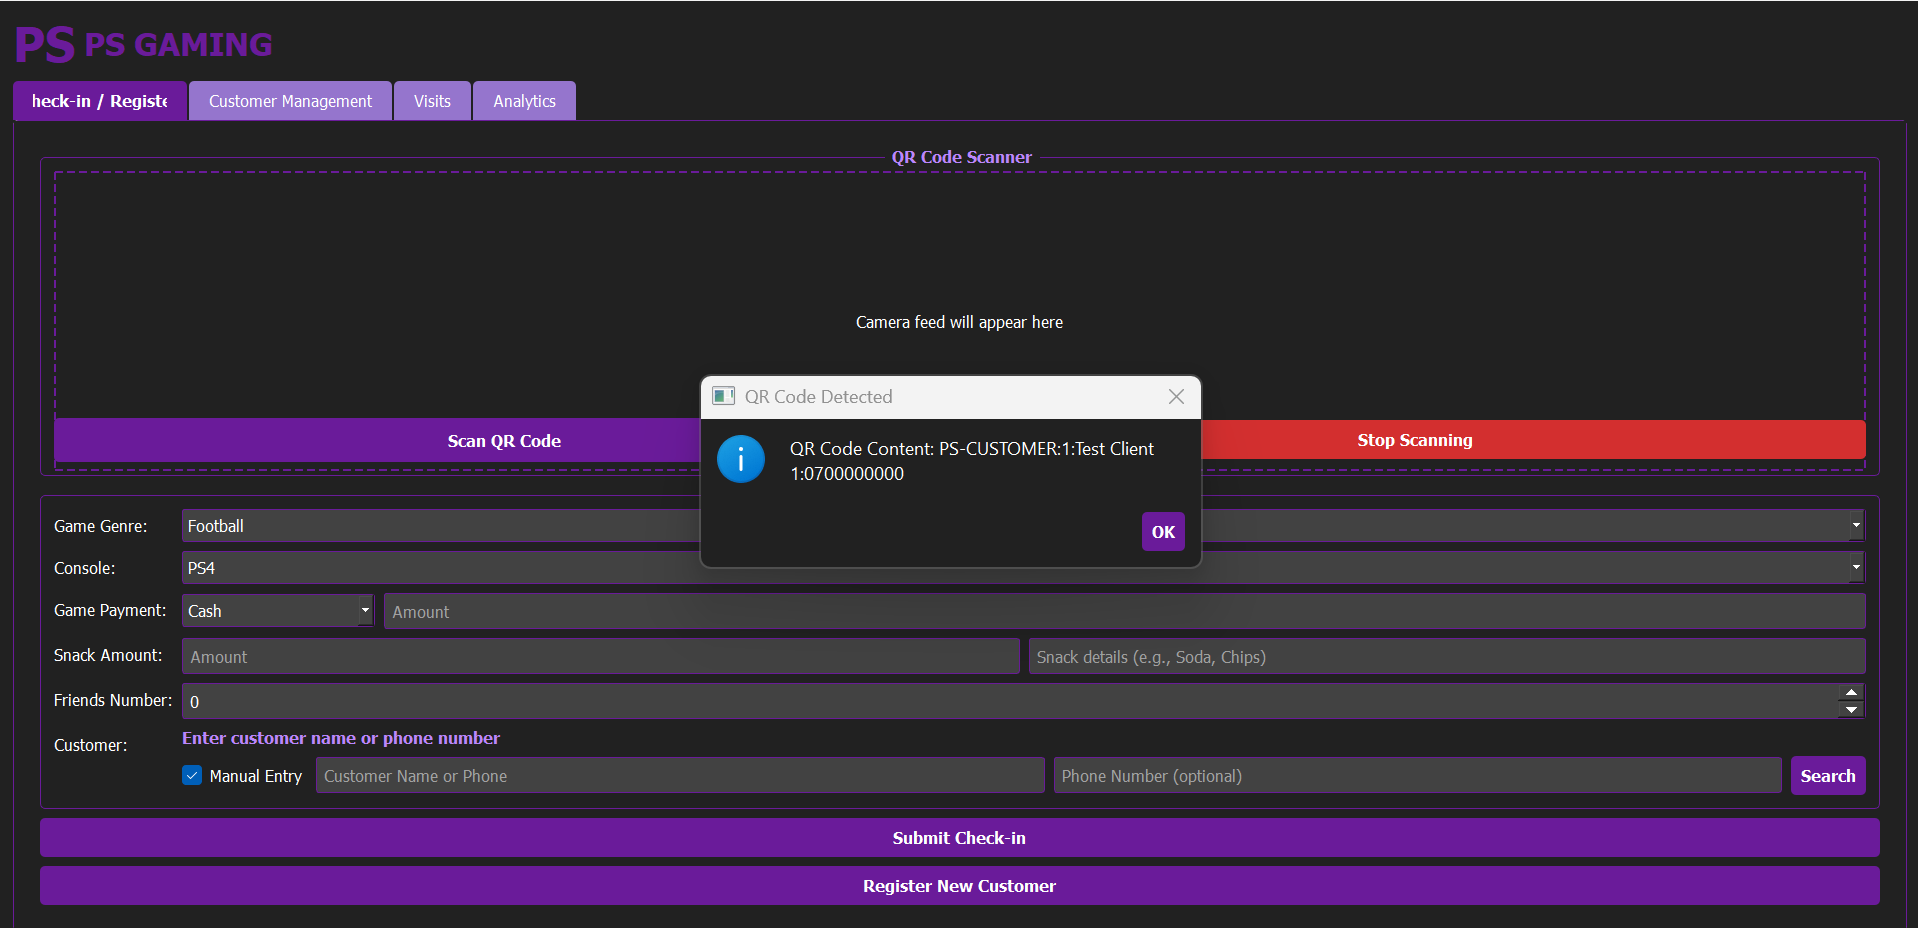 PS PS GAMING
heck-in / Registe
Customer Management
Visits
Analytics
QR Code Scanner
Camera feed will appear here
QR Code Detected
QR Code Content: PS-CUSTOMER:1:Test Client
1:0700000000
OK
Scan QR Code
Stop Scanning
Game Genre:
Football
Console:
PS4
Game Payment:
Cash
Amount
Snack Amount:
Amount
Snack details (e.g., Soda, Chips)
Friends Number:
0
Customer:
Enter customer name or phone number
Manual Entry
Customer Name or Phone
Phone Number (optional)
Search
Submit Check-in
Register New Customer